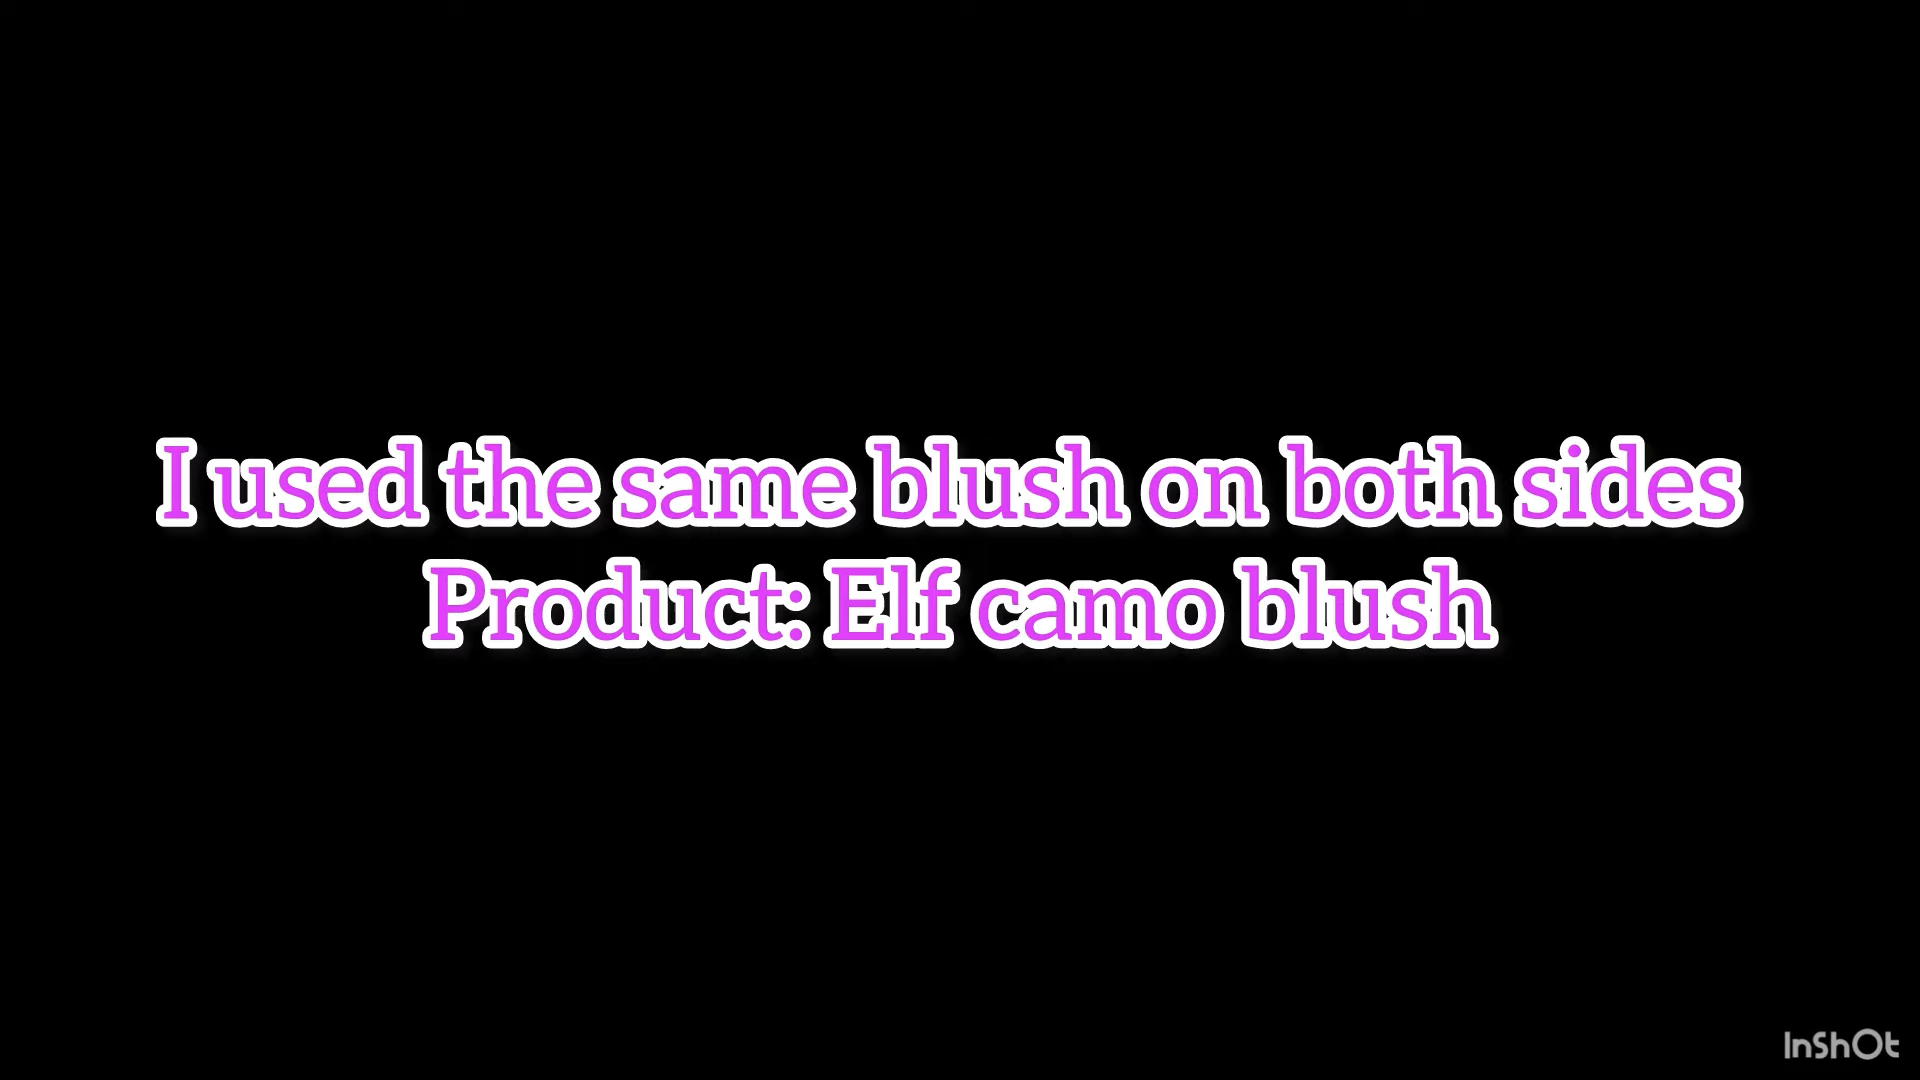 I used the same blush on both sides
Product: Elf camo blush
InShOt